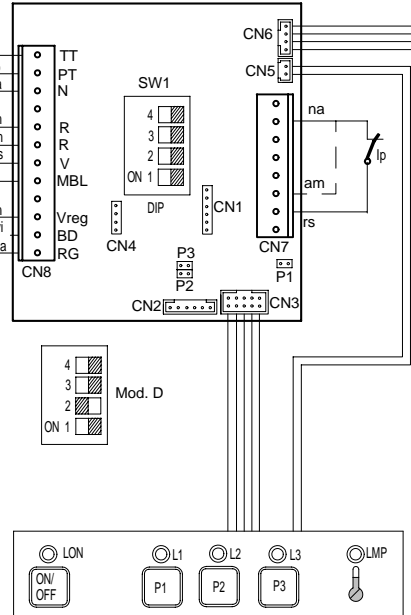 CN6
CN5
TT
PT
N
R
R
V
MBL
Vreg
BD
RG
CN8
SW1
4
3
2
ON 1
DIP
CN4
CN1
P3
P2
CN2
CN3
P1
CN7
na
am
rs
Ip
4
3
2
ON 1
Mod. D
LON
L1
L2
L3
LMP
ON/
OFF
P1
P2
P3